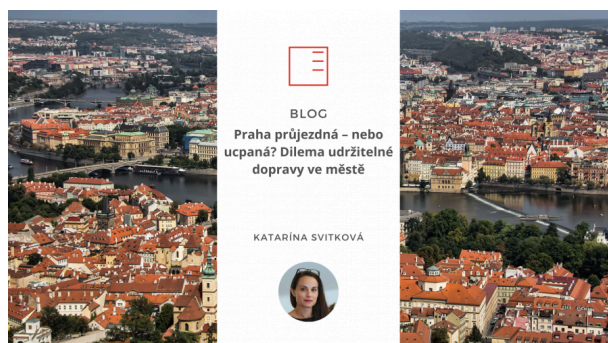 BLOG
Praha průjezdná – nebo
ucpaná? Dilema udržitelné
dopravy ve městě
KATARÍNA SVITKOVÁ